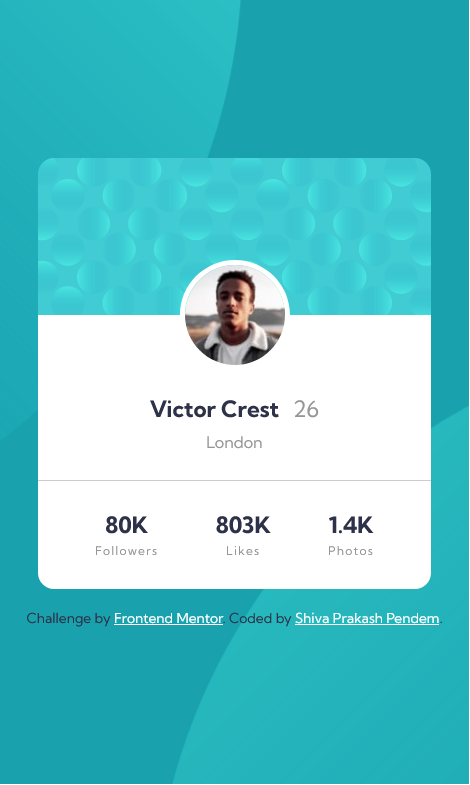 Victor Crest 26
London
80K 803K 1.4K
Followers Likes Photos
Challenge by Frontend Mentor. Coded by Shiva Prakash Pendem.